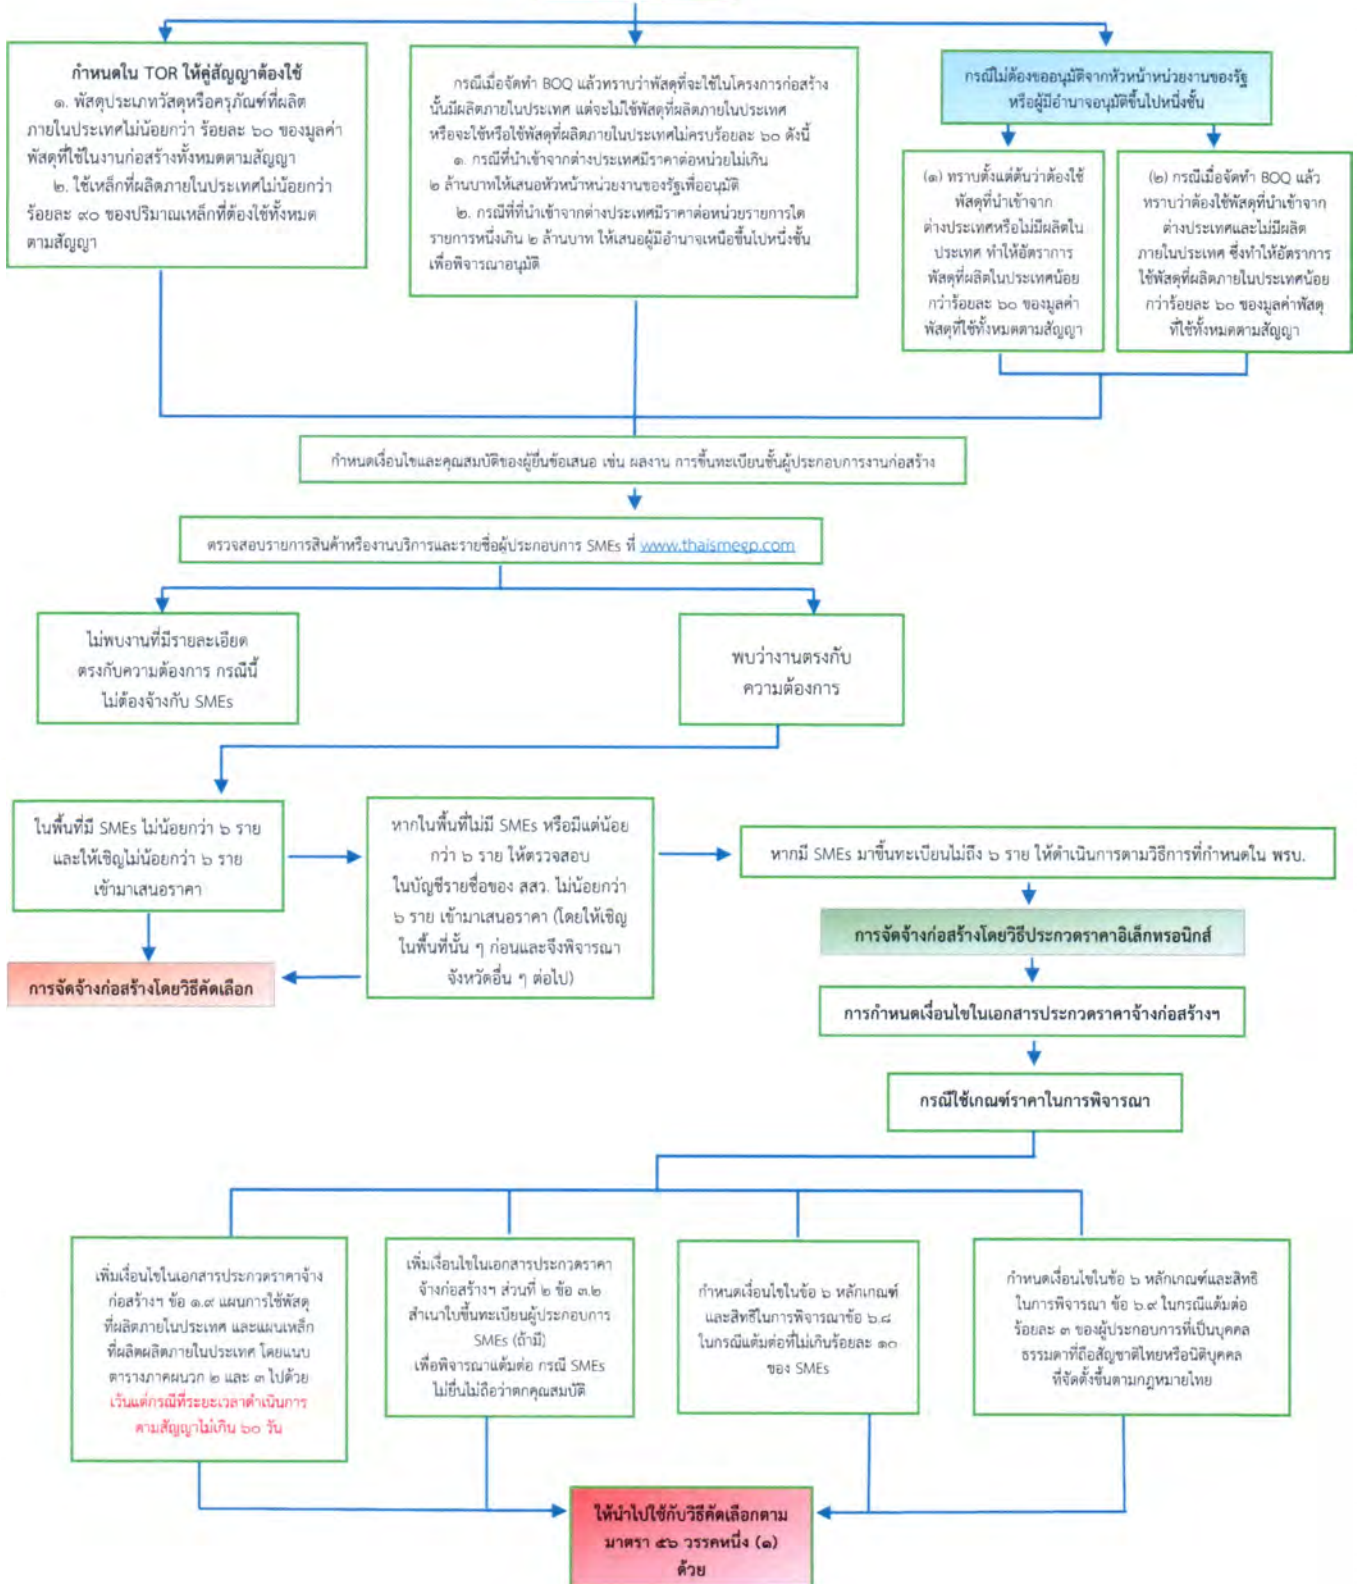 กำหนดใน TOR ให้คู่สัญญาต้องใช้
๑. พัสดุประเภทวัสดุหรือครุภัณฑ์ที่ผลิต
ภายในประเทศไม่น้อยกว่า ร้อยละ ๖๐ ของมูลค่า
พัสดุที่ใช้ในงานก่อสร้างทั้งหมดตามสัญญา
๒. ใช้เหล็กที่ผลิตภายในประเทศไม่น้อยกว่า
ร้อยละ ๙๐ ของปริมาณเหล็กที่ต้องใช้ทั้งหมด
ตามสัญญา
กรณีเมื่อจัดทำ BOQ แล้วทราบว่าพัสดุที่จะใช้ในโครงการก่อสร้าง
นั้นมีผลิตภายในประเทศ แต่จะไม่ใช้พัสดุที่ผลิตภายในประเทศ
หรือจะใช้หรือใช้พัสดุที่ผลิตภายในประเทศไม่ครบร้อยละ ๖๐ ดังนี้
๑. กรณีที่นำเข้าจากต่างประเทศมีราคาต่อหน่วยไม่เกิน
๒ ล้านบาทให้เสนอหัวหน้าหน่วยงานของรัฐเพื่ออนุมัติ
๒. กรณีที่ที่นำเข้าจากต่างประเทศมีราคาต่อหน่วยรายการใด
รายการหนึ่งเกิน ๒ ล้านบาท ให้เสนอผู้มีอำนาจเหนือขึ้นไปหนึ่งชั้น
เพื่อพิจารณาอนุมัติ
กรณีไม่ต้องขออนุมัติจากหัวหน้าหน่วยงานของรัฐ
หรือผู้มีอำนาจอนุมัติขึ้นไปหนึ่งชั้น
(๑) ทราบตั้งแต่ต้นว่าต้องใช้
พัสดุที่นำเข้าจาก
ต่างประเทศหรือไม่มีผลิตใน
ประเทศ ทำให้อัตราการ
พัสดุที่ผลิตในประเทศน้อย
กว่าร้อยละ ๖๐ ของมูลค่า
พัสดุที่ใช้ทั้งหมดตามสัญญา
(๒) กรณีเมื่อจัดทำ BOQ แล้ว
ทราบว่าต้องใช้พัสดุที่นำเข้าจาก
ต่างประเทศและไม่มีผลิต
ภายในประเทศ ซึ่งทำให้อัตราการ
ใช้พัสดุที่ผลิตภายในประเทศน้อย
กว่าร้อยละ ๖๐ ของมูลค่าพัสดุ
ที่ใช้ทั้งหมดตามสัญญา
กำหนดเงื่อนไขและคุณสมบัติของผู้ยื่นข้อเสนอ เช่น ผลงาน การขึ้นทะเบียนชั้นผู้ประกอบการงานก่อสร้าง
ตรวจสอบรายการสินค้าหรืองานบริการและรายชื่อผู้ประกอบการ SMEs ที่ www.thaismegp.com
ไม่พบงานที่มีรายละเอียด
ตรงกับความต้องการ กรณีนี้
ไม่ต้องจ้างกับ SMEs
พบว่างานตรงกับ
ความต้องการ
ในพื้นที่มี SMEs ไม่น้อยกว่า ๖ ราย
และให้เชิญไม่น้อยกว่า ๖ ราย
เข้ามาเสนอราคา
หากในพื้นที่ไม่มี SMEs หรือมีแต่น้อย
กว่า ๖ ราย ให้ตรวจสอบ
ในบัญชีรายชื่อของ สสว. ไม่น้อยกว่า
๖ ราย เข้ามาเสนอราคา (โดยให้เชิญ
ในพื้นที่นั้น ๆ ก่อนและจึงพิจารณา
จังหวัดอื่น ๆ ต่อไป)
หากมี SMEs มาขึ้นทะเบียนไม่ถึง ๖ ราย ให้ดำเนินการตามวิธีการที่กำหนดใน พรบ.
การจัดจ้างก่อสร้างโดยวิธีคัดเลือก
การจัดจ้างก่อสร้างโดยวิธีประกวดราคาอิเล็กทรอนิกส์
การกำหนดเงื่อนไขในเอกสารประกวดราคาจ้างก่อสร้างฯ
กรณีใช้เกณฑ์ราคาในการพิจารณา
เพิ่มเงื่อนไขในเอกสารประกวดราคาจ้าง
ก่อสร้างฯ ข้อ ๑.๙ แผนการใช้พัสดุ
ที่ผลิตภายในประเทศ และแผนเหล็ก
ที่ผลิตผลิตภายในประเทศ โดยแนบ
ตารางภาคผนวก ๒ และ ๓ ไปด้วย
เว้นแต่กรณีที่ระยะเวลาดำเนินการ
ตามสัญญาไม่เกิน ๖๐ วัน
เพิ่มเงื่อนไขในเอกสารประกวดราคา
จ้างก่อสร้างฯ ส่วนที่ ๒ ข้อ ๓.๒
สำเนาใบขึ้นทะเบียนผู้ประกอบการ
SMEs (ถ้ามี)
เพื่อพิจารณาแต้มต่อ กรณี SMEs
ไม่ยื่นไม่ถือว่าตกคุณสมบัติ
กำหนดเงื่อนไขในข้อ ๖ หลักเกณฑ์
และสิทธิในการพิจารณาข้อ ๖.๘
ในกรณีแต้มต่อที่ไม่เกินร้อยละ ๑๐
ของ SMEs
กำหนดเงื่อนไขในข้อ ๖ หลักเกณฑ์และสิทธิ
ในการพิจารณา ข้อ ๖.๙ ในกรณีแต้มต่อ
ร้อยละ ๓ ของผู้ประกอบการที่เป็นบุคคล
ธรรมดาที่ถือสัญชาติไทยหรือนิติบุคคล
ที่จัดตั้งขึ้นตามกฎหมายไทย
ให้นำไปใช้กับวิธีคัดเลือกตาม
มาตรา ๕๖ วรรคหนึ่ง (๑)
ด้วย